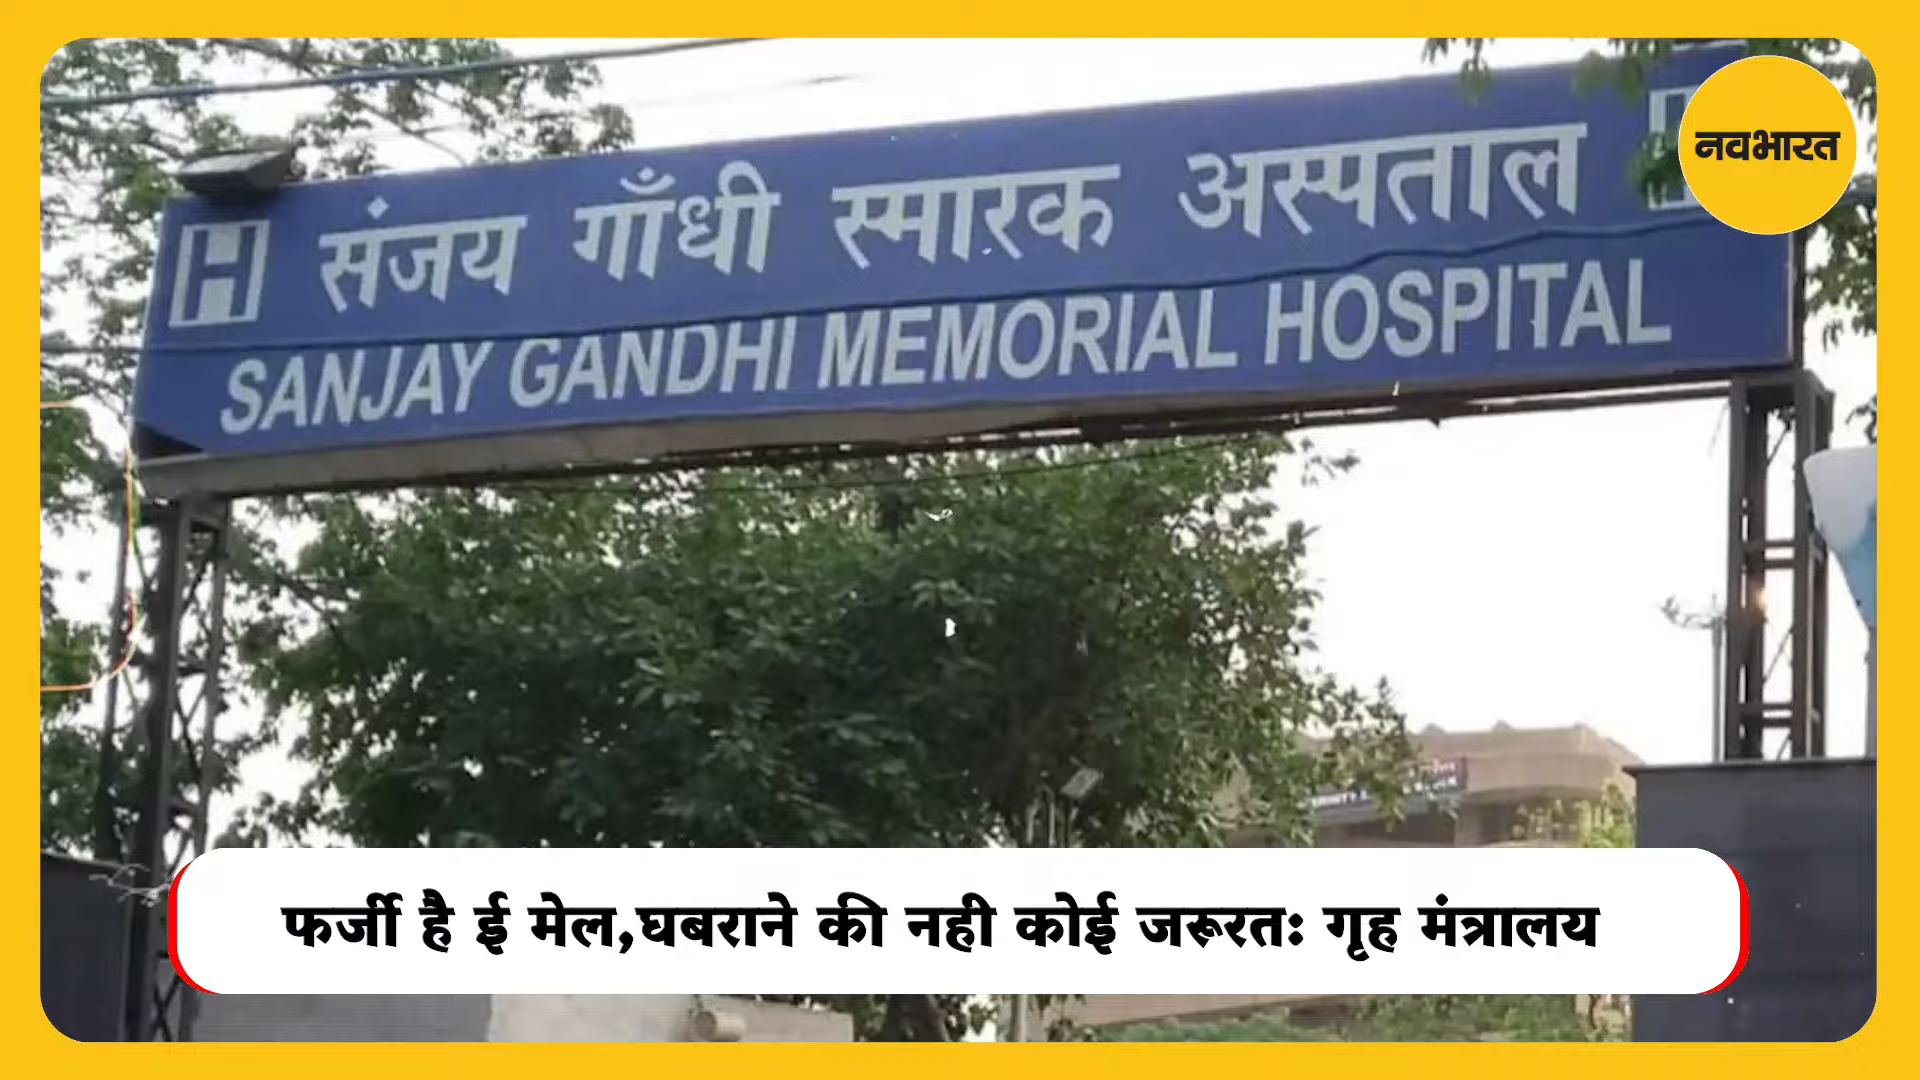 नवभारत
H संजय गाँधी स्मारक अस्पताल
SANJAY GANDHI MEMORIAL HOSPITAL
फर्जी है ई मेल,घबराने की नही कोई जरूरतः गृह मंत्रालय